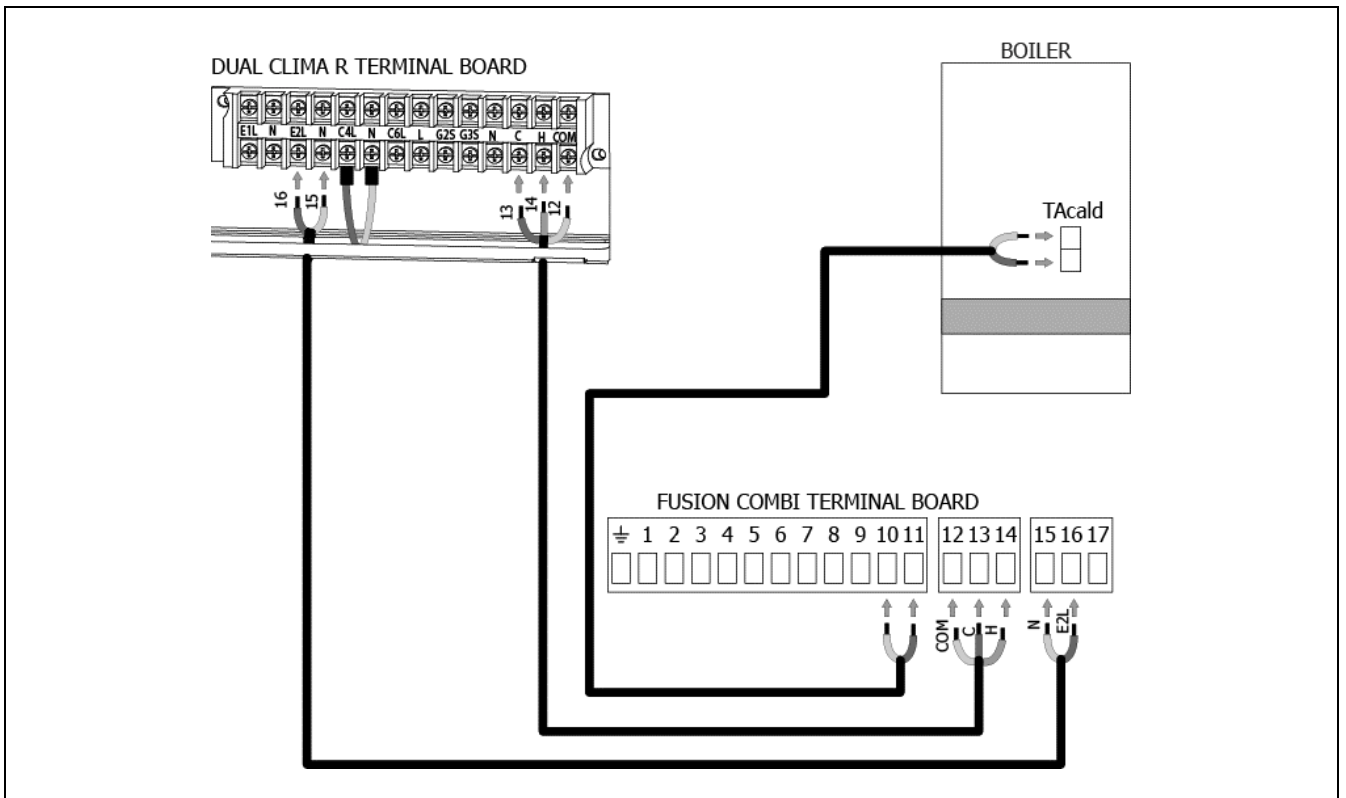 BOILER
DUAL CLIMA R TERMINAL BOARD
E1L N E2L N C4L N C6L L G2S G3S N C H COM
16 15 13 14 12
TAcald
FUSION COMBI TERMINAL BOARD
1 2 3 4 5 6 7 8 9 10 11 12 13 14 15 16 17
COM C H N E2L